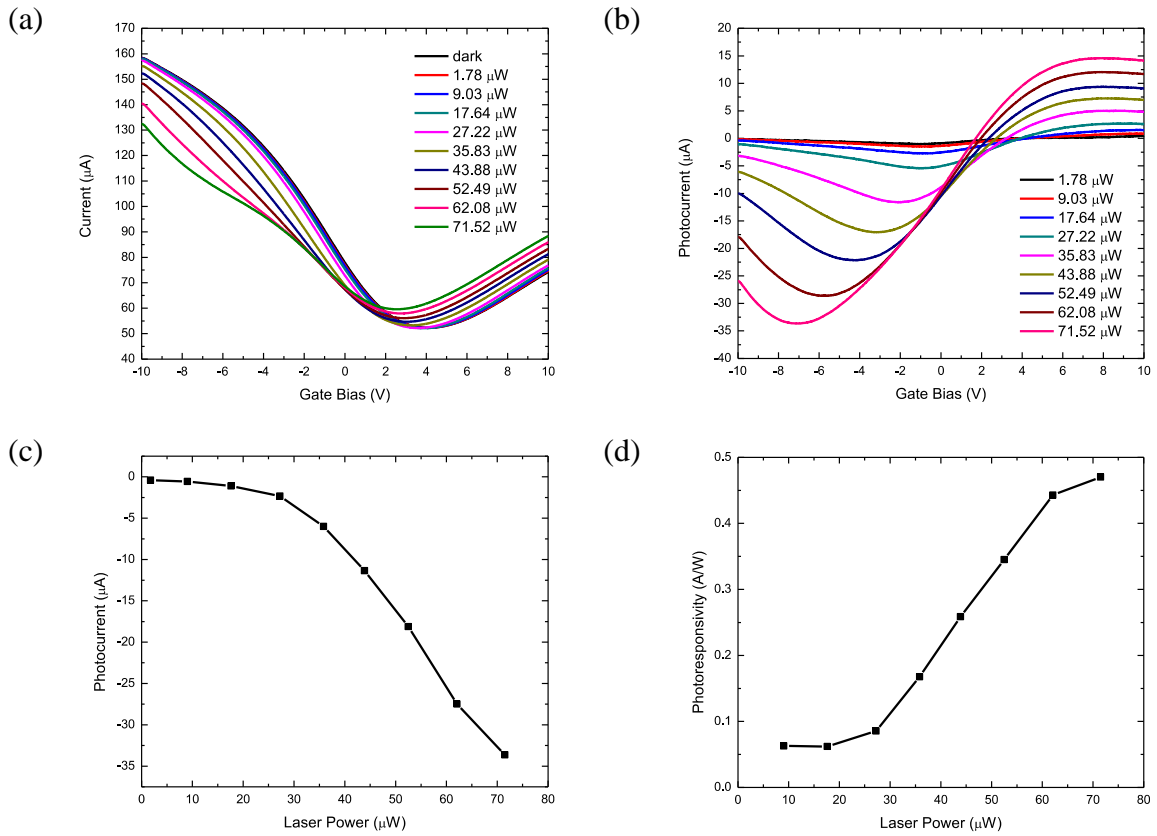 (a)
170
160
150
140
130
120
110
100
90
80
70
60
50
40
-10 -8 -6 -4 -2 0 2 4 6 8 10
Current (μA)
Gate Bias (V)
dark
1.78 μW
9.03 μW
17.64 μW
27.22 μW
35.83 μW
43.88 μW
52.49 μW
62.08 μW
71.52 μW
(b)
25
20
15
10
5
0
-5
-10
-15
-20
-25
-30
-35
-40
-10 -8 -6 -4 -2 0 2 4 6 8 10
Photocurrent (μA)
Gate Bias (V)
1.78 μW
9.03 μW
17.64 μW
27.22 μW
35.83 μW
43.88 μW
52.49 μW
62.08 μW
71.52 μW
(c)
0
-5
-10
-15
-20
-25
-30
-35
0 10 20 30 40 50 60 70 80
Photocurrent (μA)
Laser Power (μW)
(d)
0.5
0.4
0.3
0.2
0.1
0.0
0 10 20 30 40 50 60 70 80
Photoresponsivity (A/W)
Laser Power (μW)